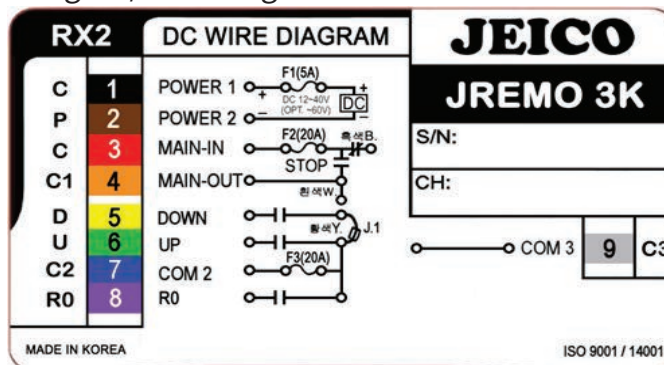 RX2
DC WIRE DIAGRAM
JEICO
JREMO 3K
S/N:
CH:
C 1 POWER 1 + F1(5A) +
DC 12~40V
(OPT. ~60V)
DC
P 2 POWER 2 − −
C 3 MAIN-IN F2(20A) 흑색B.
STOP
C1 4 MAIN-OUT 흰색W.
D 5 DOWN
황색Y. J.1
U 6 UP
COM 3 9 C3
C2 7 COM 2 F3(20A)
R0 8 R0
MADE IN KOREA
ISO 9001 / 14001